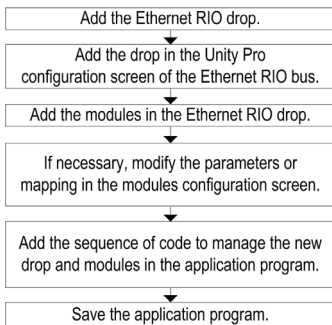 Add the Ethernet RIO drop.
Add the drop in the Unity Pro
configuration screen of the Ethernet RIO bus.
Add the modules in the Ethernet RIO drop.
If necessary, modify the parameters or
mapping in the modules configuration screen.
Add the sequence of code to manage the new
drop and modules in the application program.
Save the application program.